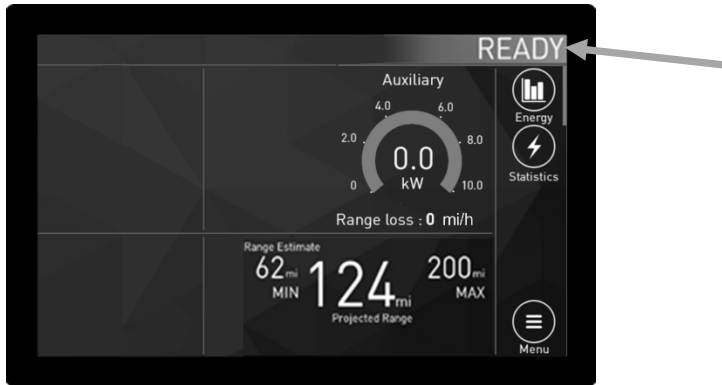 READY
Auxiliary
4.0 6.0
2.0 8.0
0.0
kW
0 10.0
Range loss : 0 mi/h
Energy
Statistics
Range Estimate
62mi 124mi 200mi
MIN MAX
Projected Range
Menu